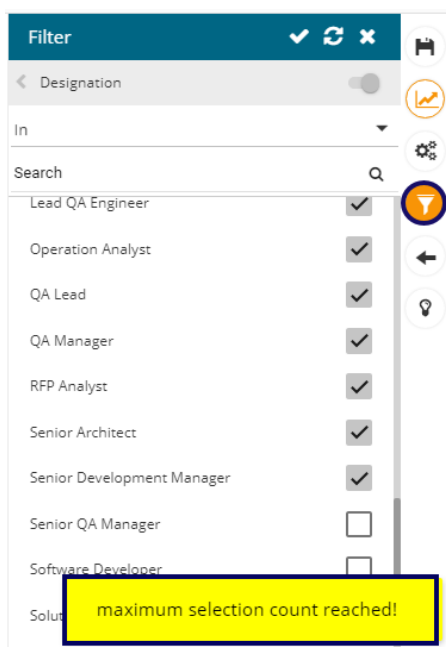 Filter
Designation
In
Search
Lead QA Engineer
Operation Analyst
QA Lead
QA Manager
RFP Analyst
Senior Architect
Senior Development Manager
Senior QA Manager
Software Developer
Solut
maximum selection count reached!